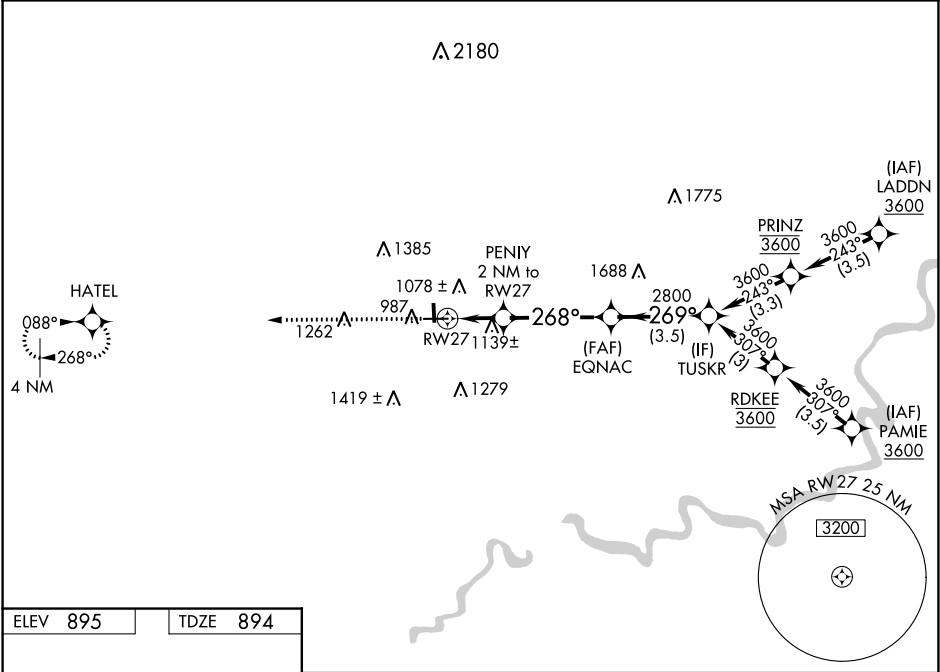 2180
(IAF)
LADDN
3600
1775
PRINZ
3600
3600
243°
(3.5)
1385
PENIY
2 NM to
RW27
1688
3600
243°
(3.3)
HATEL
1078 ±
987
2800
088°
1262
RW27
1139±
268°
269°
(3.5)
3600
307°
(3)
268°
(FAF)
EQNAC
(IF)
TUSKR
4 NM
1419 ±
1279
RDKEE
3600
3600
307°
(3.5)
(IAF)
PAMIE
3600
MSA RW27 25 NM
3200
ELEV 895
TDZE 894